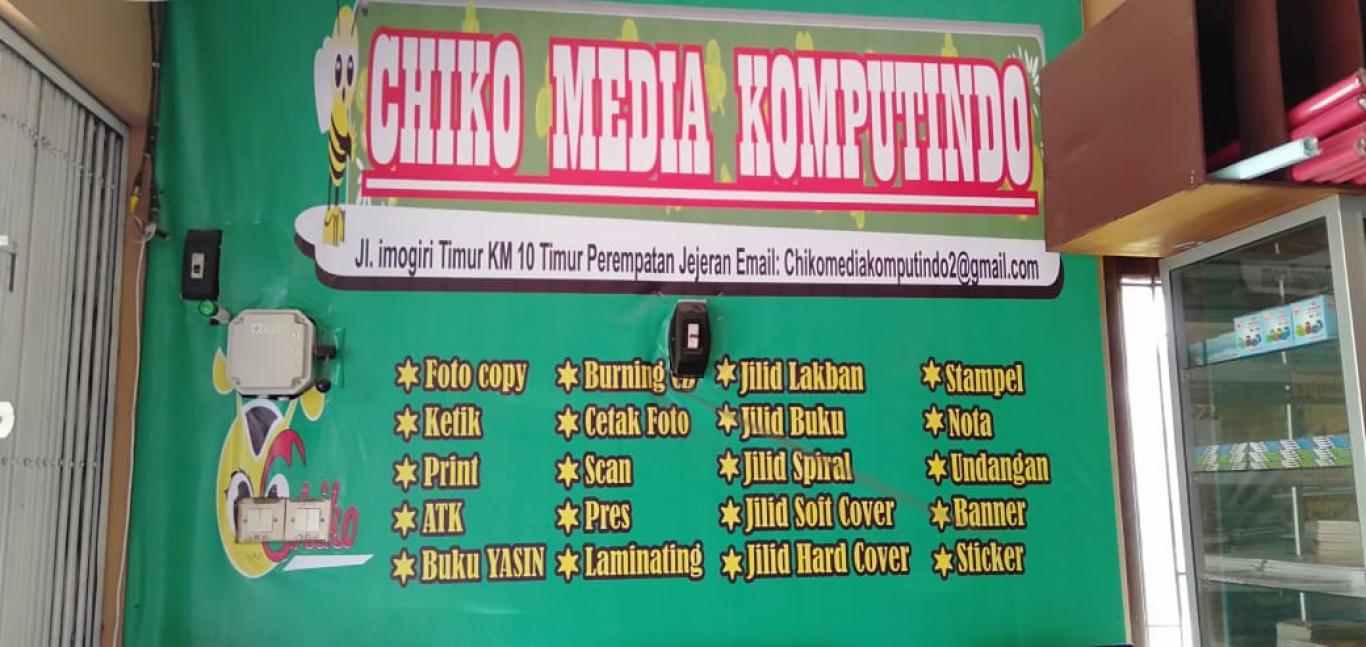 CHIKO MEDIA KOMPUTINDO
Jl. imogiri Timur KM 10 Timur Perempatan Jejeran Email: Chikomediakomputindo2@gmail.com
Foto copy
Ketik
Print
ATK
Buku YASIN
Burning
Cetak Foto
Scan
Pres
Laminating
Jilid Lakban
Jilid Buku
Jilid Spiral
Jilid Soft Cover
Jilid Hard Cover
Stampel
Nota
Undangan
Banner
Sticker
Chiko